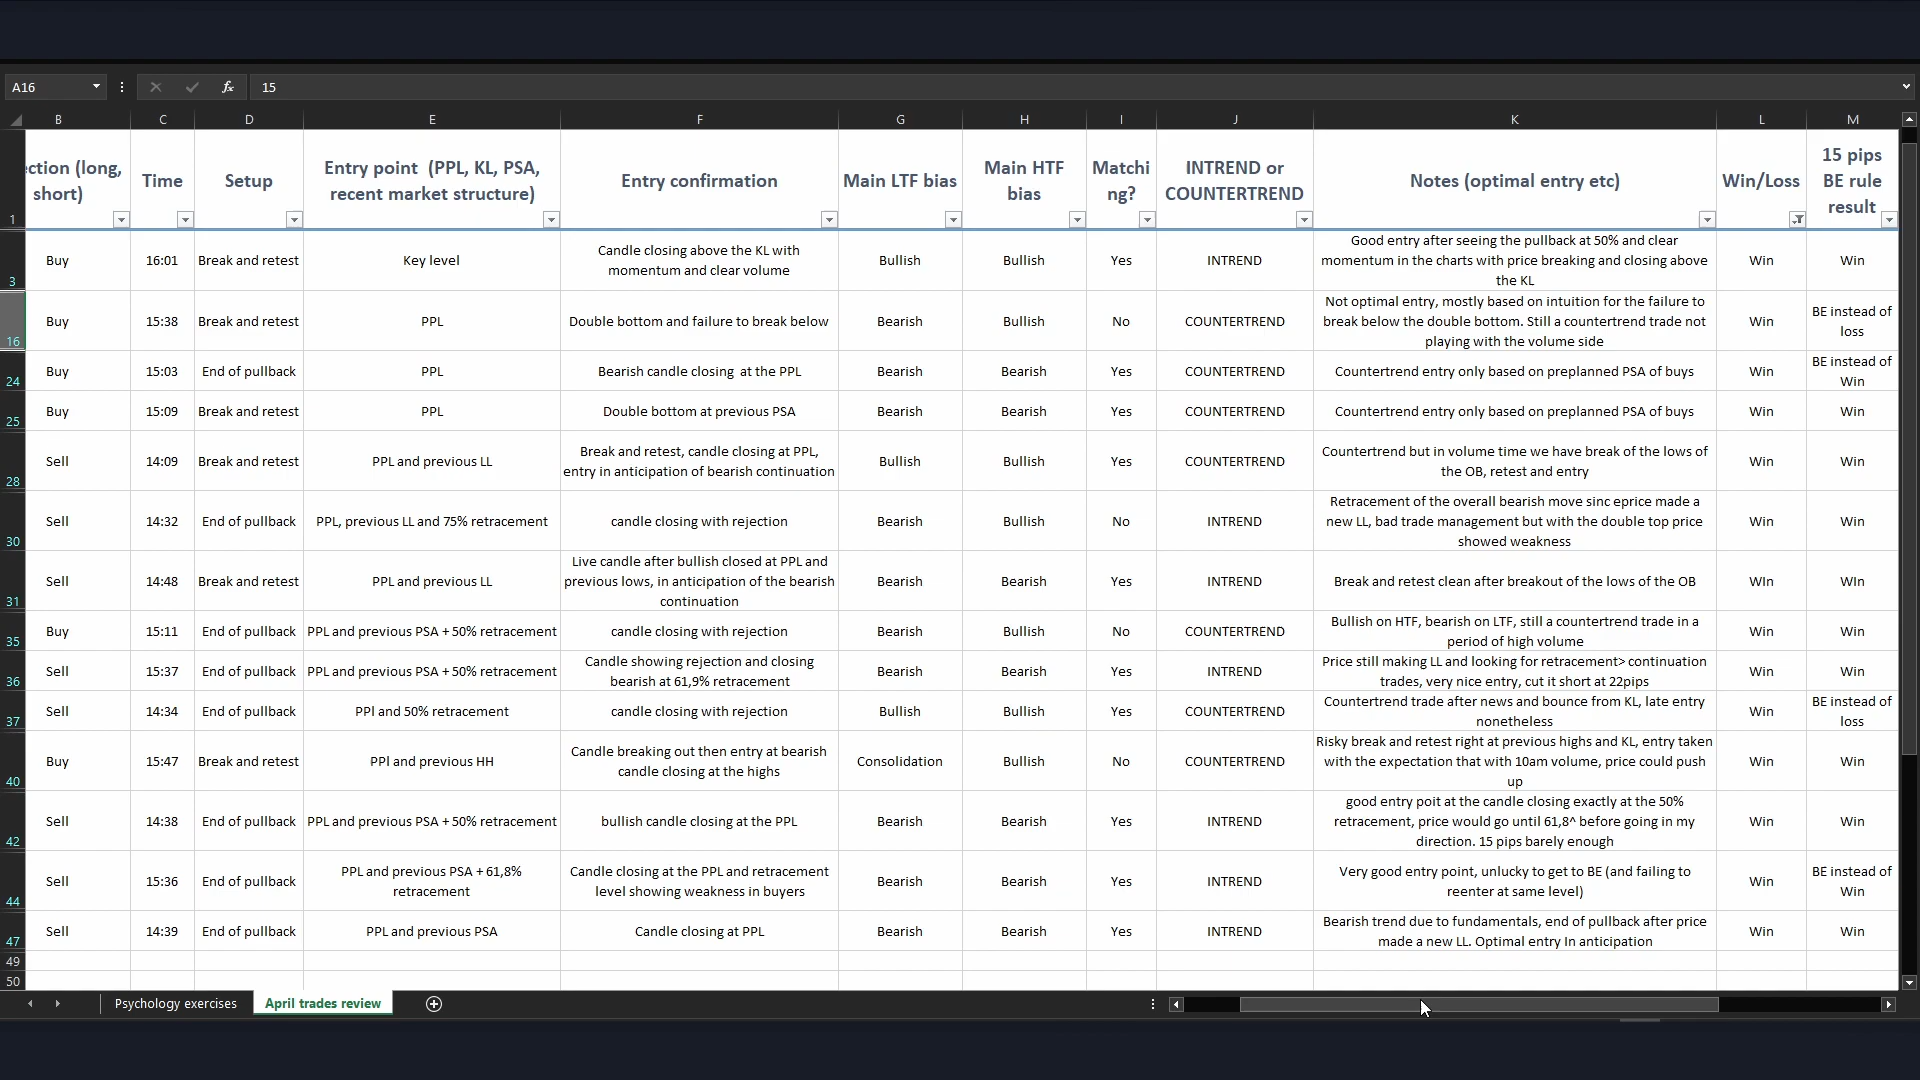 A16
15
B C D E F G H I J K L M
ction (long,
short)
Time
Setup
Entry point (PPL, KL, PSA,
recent market structure)
Entry confirmation
Main LTF bias
Main HTF
bias
Matchi
ng?
INTREND or
COUNTERTREND
Notes (optimal entry etc)
Win/Loss
15 pips
BE rule
result
1
3
Buy
16:01
Break and retest
Key level
Candle closing above the KL with
momentum and clear volume
Bullish
Bullish
Yes
INTREND
Good entry after seeing the pullback at 50% and clear
momentum in the charts with price breaking and closing above
the KL
Win
Win
16
Buy
15:38
Break and retest
PPL
Double bottom and failure to break below
Bearish
Bullish
No
COUNTERTREND
Not optimal entry, mostly based on intuition for the failure to
break below the double bottom. Still a countertrend trade not
playing with the volume side
Win
BE instead of
loss
24
Buy
15:03
End of pullback
PPL
Bearish candle closing at the PPL
Bearish
Bearish
Yes
COUNTERTREND
Countertrend entry only based on preplanned PSA of buys
Win
BE instead of
Win
25
Buy
15:09
Break and retest
PPL
Double bottom at previous PSA
Bearish
Bearish
Yes
COUNTERTREND
Countertrend entry only based on preplanned PSA of buys
Win
Win
28
Sell
14:09
Break and retest
PPL and previous LL
Break and retest, candle closing at PPL,
entry in anticipation of bearish continuation
Bullish
Bullish
Yes
COUNTERTREND
Countertrend but in volume time we have break of the lows of
the OB, retest and entry
Win
Win
30
Sell
14:32
End of pullback
PPL, previous LL and 75% retracement
candle closing with rejection
Bearish
Bullish
No
INTREND
Retracement of the overall bearish move sinc eprice made a
new LL, bad trade management but with the double top price
showed weakness
Win
Win
31
Sell
14:48
Break and retest
PPL and previous LL
Live candle after bullish closed at PPL and
previous lows, in anticipation of the bearish
continuation
Bearish
Bearish
Yes
INTREND
Break and retest clean after breakout of the lows of the OB
WIn
WIn
35
Buy
15:11
End of pullback
PPL and previous PSA + 50% retracement
candle closing with rejection
Bearish
Bullish
No
COUNTERTREND
Bullish on HTF, bearish on LTF, still a countertrend trade in a
period of high volume
Win
Win
36
Sell
15:37
End of pullback
PPL and previous PSA + 50% retracement
Candle showing rejection and closing
bearish at 61,9% retracement
Bearish
Bearish
Yes
INTREND
Price still making LL and looking for retracement> continuation
trades, very nice entry, cut it short at 22pips
Win
Win
37
Sell
14:34
End of pullback
PPl and 50% retracement
candle closing with rejection
Bullish
Bullish
Yes
COUNTERTREND
Countertrend trade after news and bounce from KL, late entry
nonetheless
Win
BE instead of
loss
40
Buy
15:47
Break and retest
PPl and previous HH
Candle breaking out then entry at bearish
candle closing at the highs
Consolidation
Bullish
No
COUNTERTREND
Risky break and retest right at previous highs and KL, entry taken
with the expectation that with 10am volume, price could push
up
Win
Win
42
Sell
14:38
End of pullback
PPL and previous PSA + 50% retracement
bullish candle closing at the PPL
Bearish
Bearish
Yes
INTREND
good entry poit at the candle closing exactly at the 50%
retracement, price would go until 61,8^ before going in my
direction. 15 pips barely enough
Win
Win
44
Sell
15:36
End of pullback
PPL and previous PSA + 61,8%
retracement
Candle closing at the PPL and retracement
level showing weakness in buyers
Bearish
Bearish
Yes
INTREND
Very good entry point, unlucky to get to BE (and failing to
reenter at same level)
Win
BE instead of
Win
47
Sell
14:39
End of pullback
PPL and previous PSA
Candle closing at PPL
Bearish
Bearish
Yes
INTREND
Bearish trend due to fundamentals, end of pullback after price
made a new LL. Optimal entry In anticipation
Win
Win
49
50
Psychology exercises
April trades review